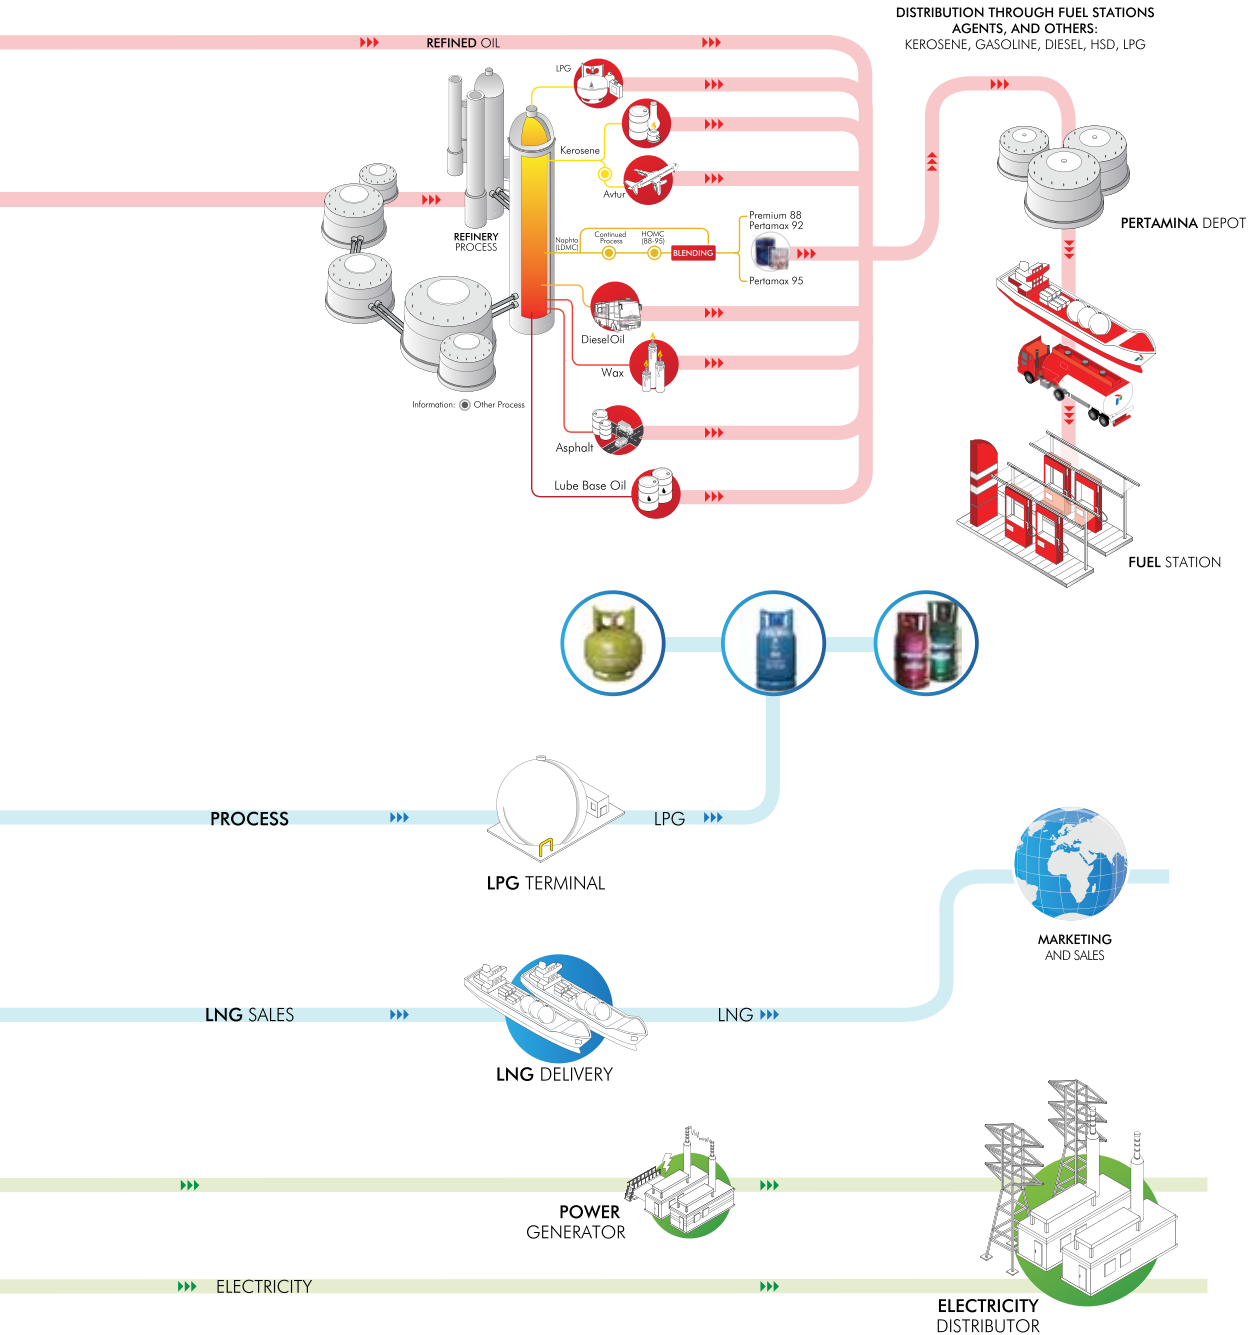 DISTRIBUTION THROUGH FUEL STATIONS
AGENTS, AND OTHERS:
KEROSENE, GASOLINE, DIESEL, HSD, LPG
REFINED OIL
LPG
Kerosene
Avtur
REFINERY
PROCESS
Naphta
(LDMC)
Continued
Process
HOMC
(88-95)
BLENDING
Premium 88
Pertamax 92
Pertamax 95
PERTAMINA DEPOT
Diesel Oil
Wax
Information: Other Process
Asphalt
Lube Base Oil
FUEL STATION
PROCESS
LPG
LPG TERMINAL
MARKETING
AND SALES
LNG SALES
LNG
LNG DELIVERY
POWER
GENERATOR
ELECTRICITY
ELECTRICITY
DISTRIBUTOR